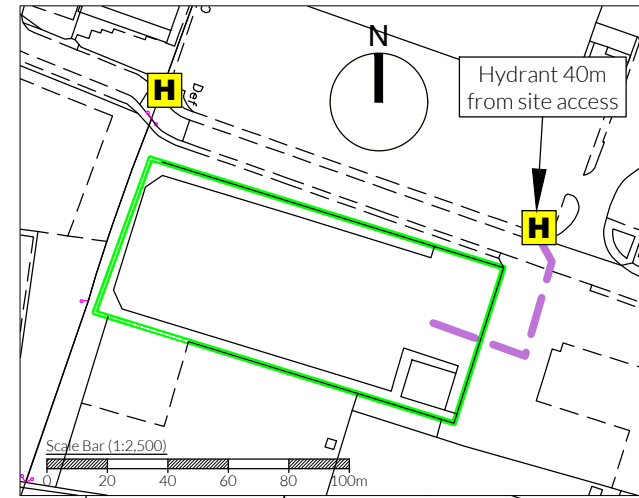 N
Hydrant 40m
from site access
H
Def
H
Scale Bar (1:2,500)
0 20 40 60 80 100m